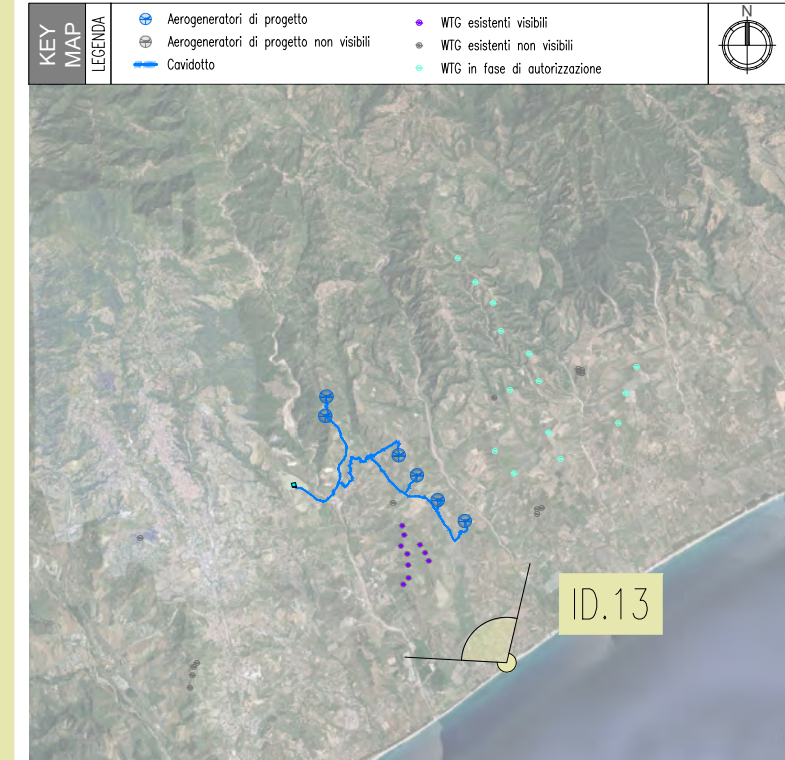 KEY
MAP
LEGENDA
Aerogeneratori di progetto
Aerogeneratori di progetto non visibili
Cavidotto
WTG esistenti visibili
WTG esistenti non visibili
WTG in fase di autorizzazione
N
ID.13